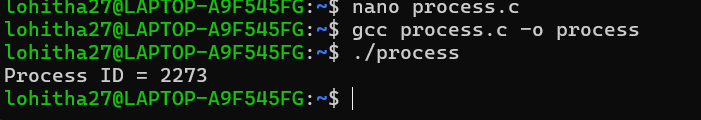 lohitha27@LAPTOP-A9F545FG:~$ nano process.c
lohitha27@LAPTOP-A9F545FG:~$ gcc process.c -o process
lohitha27@LAPTOP-A9F545FG:~$ ./process
Process ID = 2273
lohitha27@LAPTOP-A9F545FG:~$